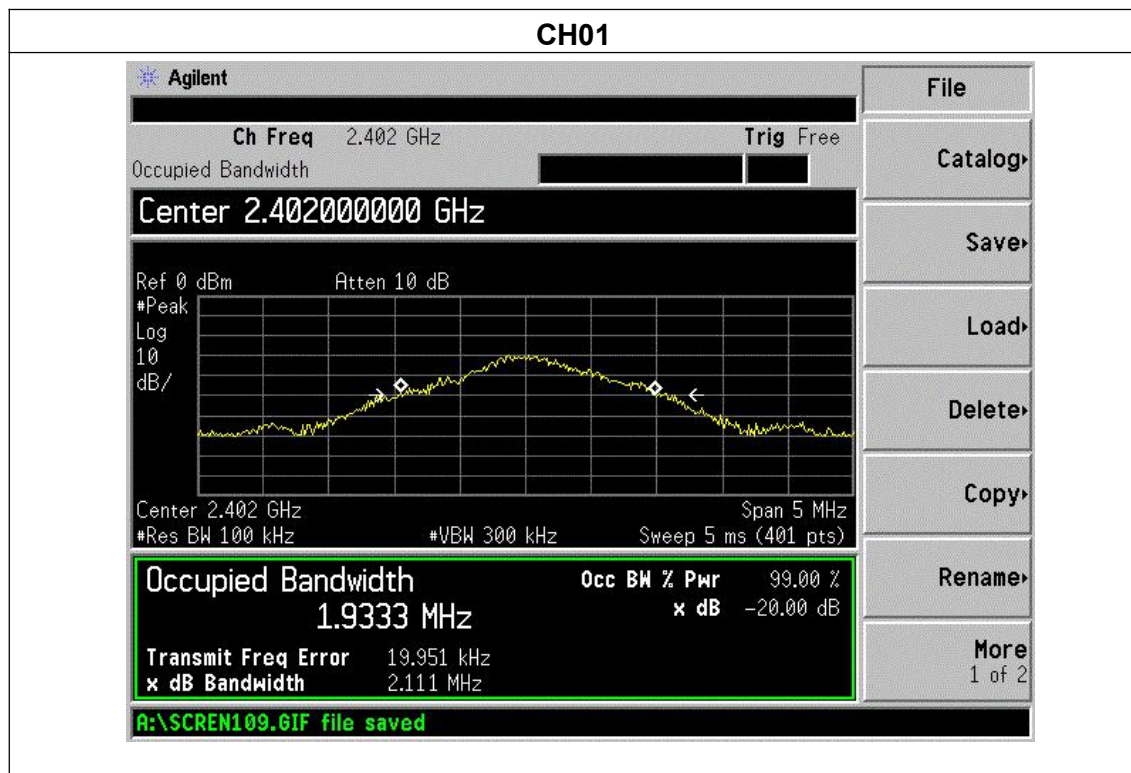 CH01
Agilent
File
Ch Freq 2.402 GHz Trig Free
Occupied Bandwidth
Catalog
Center 2.402000000 GHz
Save
Ref 0 dBm Atten 10 dB
#Peak
Log
10
dB/
Load
Delete
Center 2.402 GHz Span 5 MHz
#Res BW 100 kHz #VBW 300 kHz Sweep 5 ms (401 pts)
Copy
Occupied Bandwidth Occ BW % Pwr 99.00 %
1.9333 MHz x dB -20.00 dB
Rename
Transmit Freq Error 19.951 kHz
x dB Bandwidth 2.111 MHz
More
1 of 2
A:\SCREN109.GIF file saved